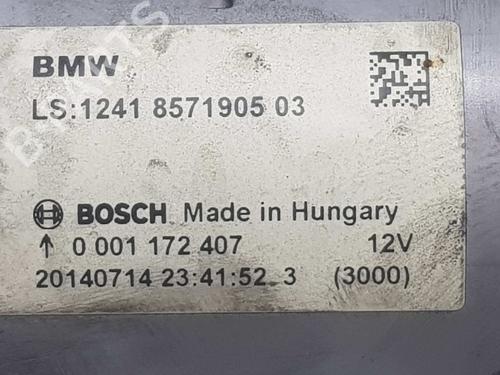 BMW
LS:1241 8571905 03
BOSCH Made in Hungary
↑ 0 001 172 407 12V
20140714 23:41:52 3 (3000)
B-PARTS